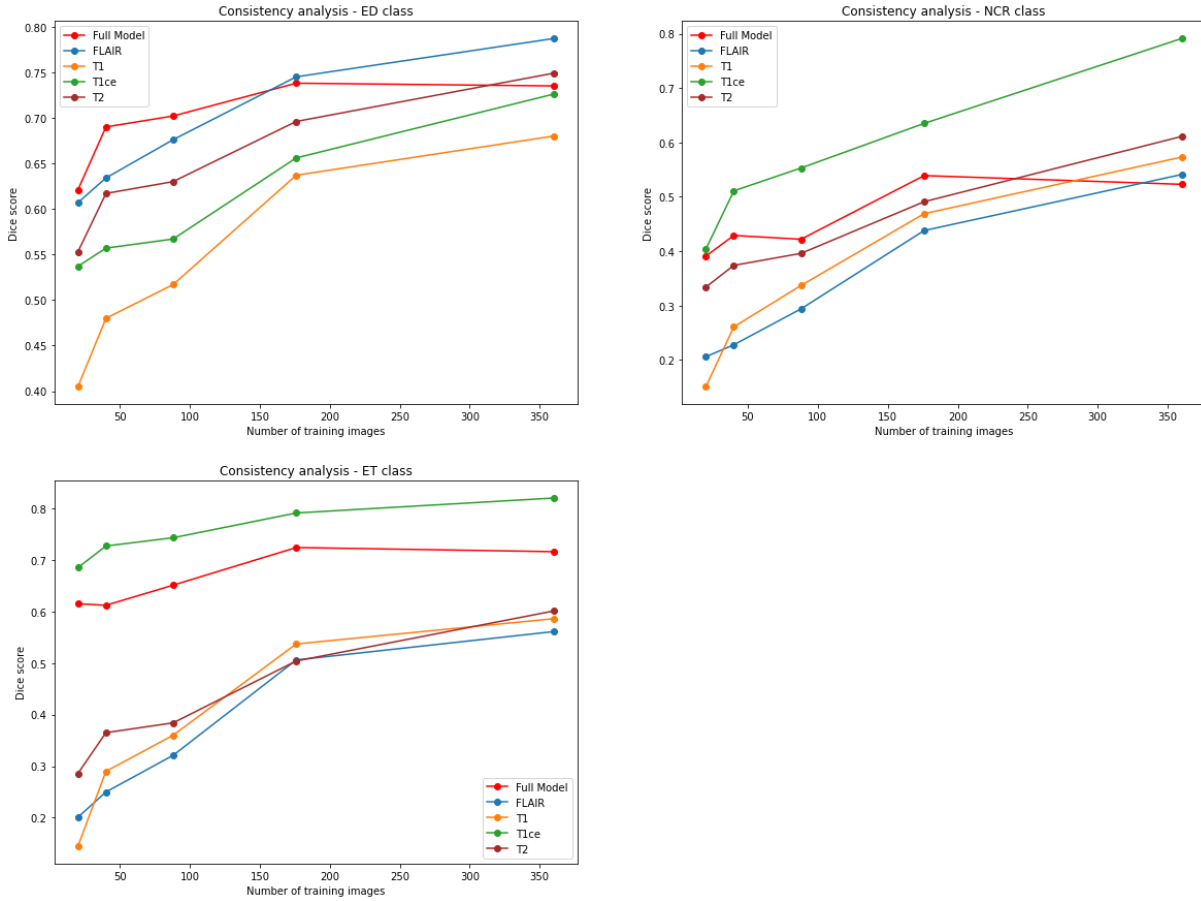 Consistency analysis - ED class
0.80
0.75
0.70
0.65
0.60
0.55
0.50
0.45
0.40
Dice score
Full Model
FLAIR
T1
T1ce
T2
50
100
150
200
250
300
350
Number of training images
Consistency analysis - NCR class
0.8
0.7
0.6
0.5
0.4
0.3
0.2
Dice score
Full Model
FLAIR
T1
T1ce
T2
50
100
150
200
250
300
350
Number of training images
Consistency analysis - ET class
0.8
0.7
0.6
0.5
0.4
0.3
0.2
Dice score
Full Model
FLAIR
T1
T1ce
T2
50
100
150
200
250
300
350
Number of training images